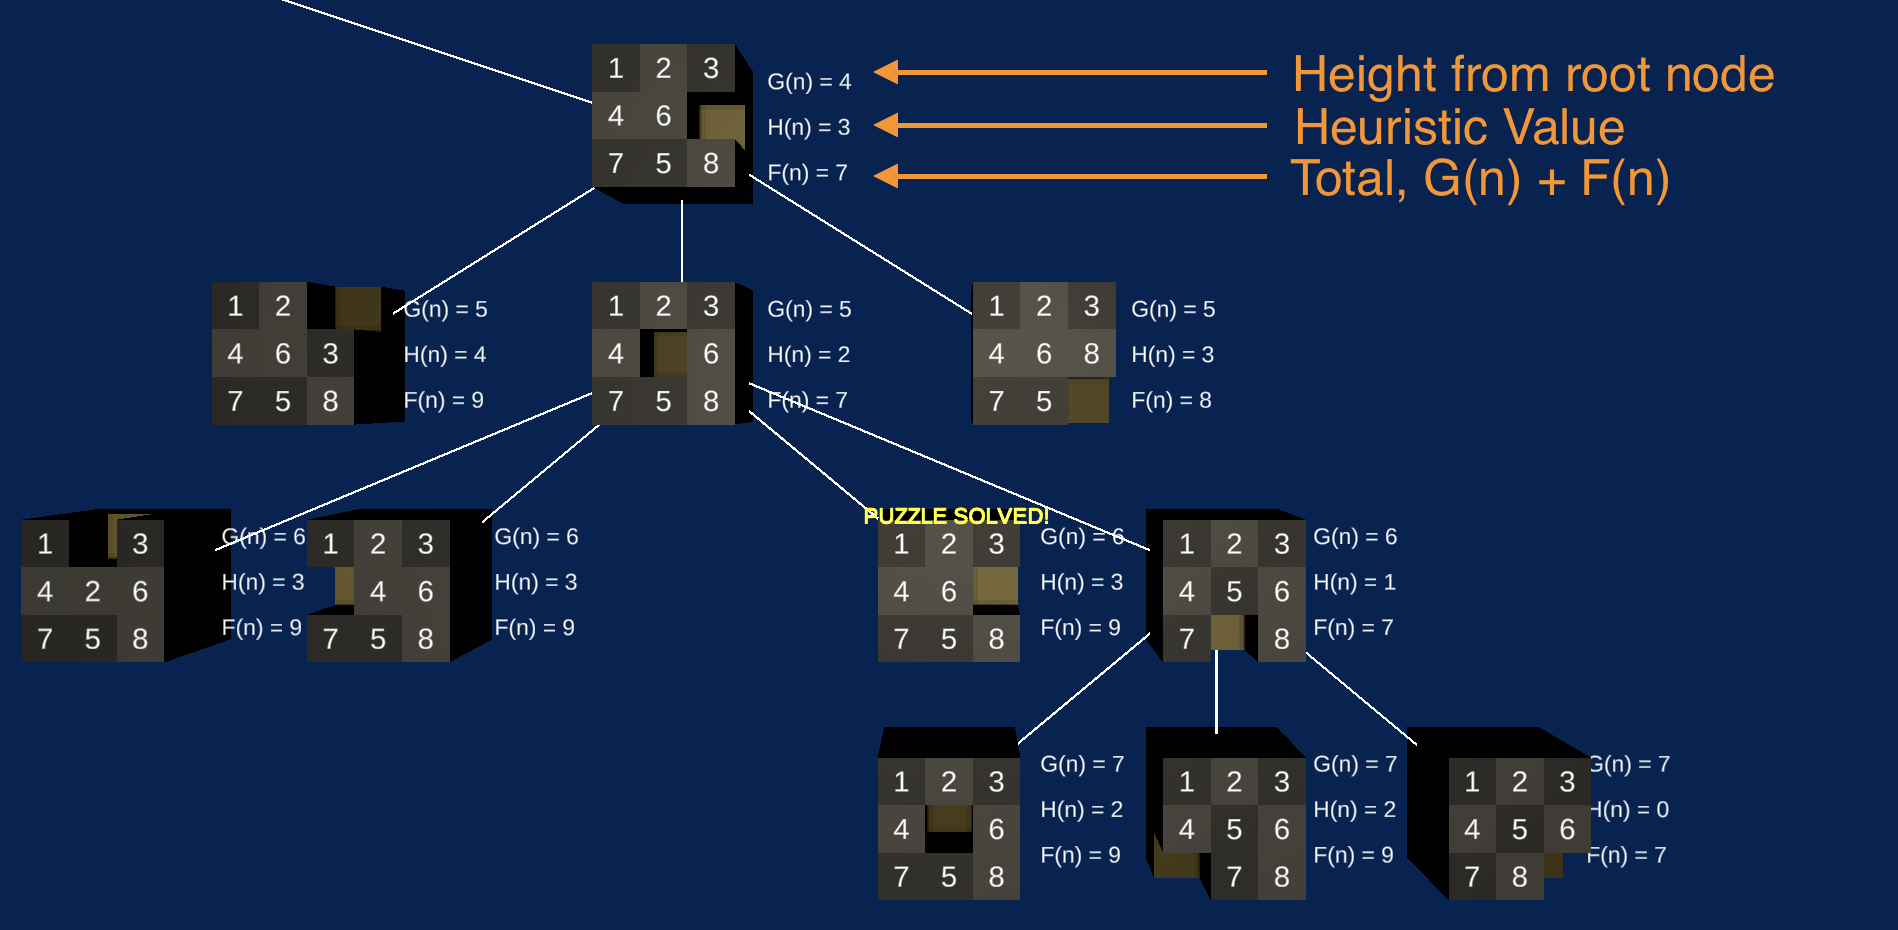 1 2 3
4 6
7 5 8
G(n) = 4
H(n) = 3
F(n) = 7
Height from root node
Heuristic Value
Total, G(n) + F(n)
1 2
4 6 3
7 5 8
G(n) = 5
H(n) = 4
F(n) = 9
1 2 3
4 6
7 5 8
G(n) = 5
H(n) = 2
F(n) = 7
1 2 3
4 6 8
7 5
G(n) = 5
H(n) = 3
F(n) = 8
1 3
4 2 6
7 5 8
G(n) = 6
H(n) = 3
F(n) = 9
1 2 3
4 6
7 5 8
G(n) = 6
H(n) = 3
F(n) = 9
PUZZLE SOLVED!
1 2 3
4 6
7 5 8
G(n) = 6
H(n) = 3
F(n) = 9
1 2 3
4 5 6
7 8
G(n) = 6
H(n) = 1
F(n) = 7
1 2 3
4 6
7 5 8
G(n) = 7
H(n) = 2
F(n) = 9
1 2 3
4 5 6
7 8
G(n) = 7
H(n) = 2
F(n) = 9
1 2 3
4 5 6
7 8
G(n) = 7
H(n) = 0
F(n) = 7